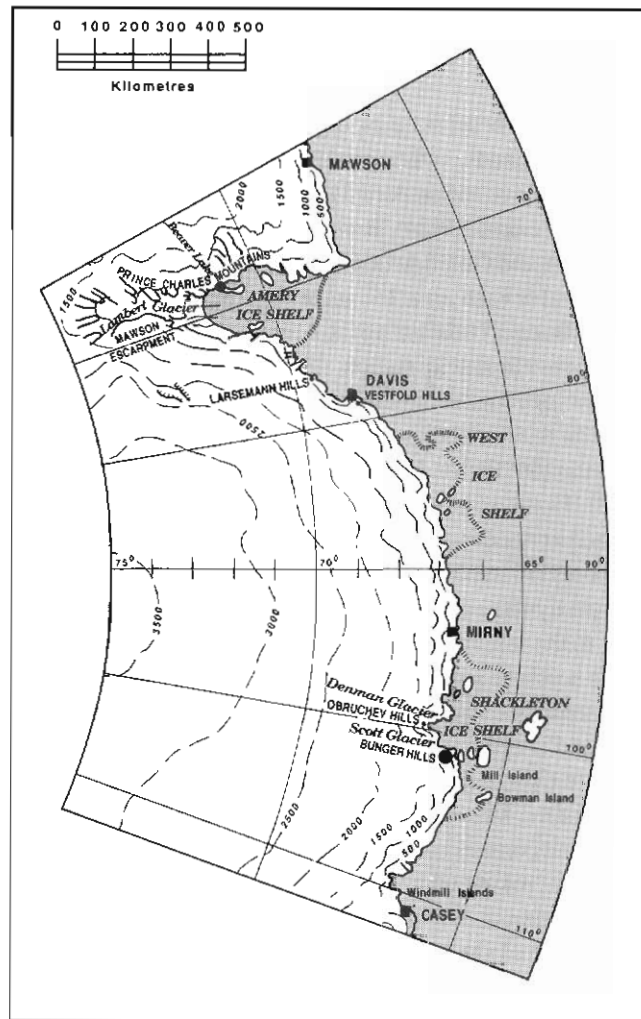 0 100 200 300 400 500
Kilometres
MAWSON
2000
1500
1000
500
70°
Beaver Lake
PRINCE CHARLES MOUNTAINS
1500
Lambert Glacier
AMERY
ICE SHELF
MAWSON
ESCARPMENT
80°
DAVIS
VESTFOLD HILLS
LARSEMANN HILLS
2500
WEST
ICE
SHELF
75°
70°
65°
90°
3500
3000
MIRNY
Denman Glacier
OBRUCHEV HILLS
SHACKLETON
ICE SHELF
Scott Glacier
BUNGER HILLS
100°
Mill Island
Bowman Island
2500
2000
1500
1000
500
Windmill Islands
CASEY
110°